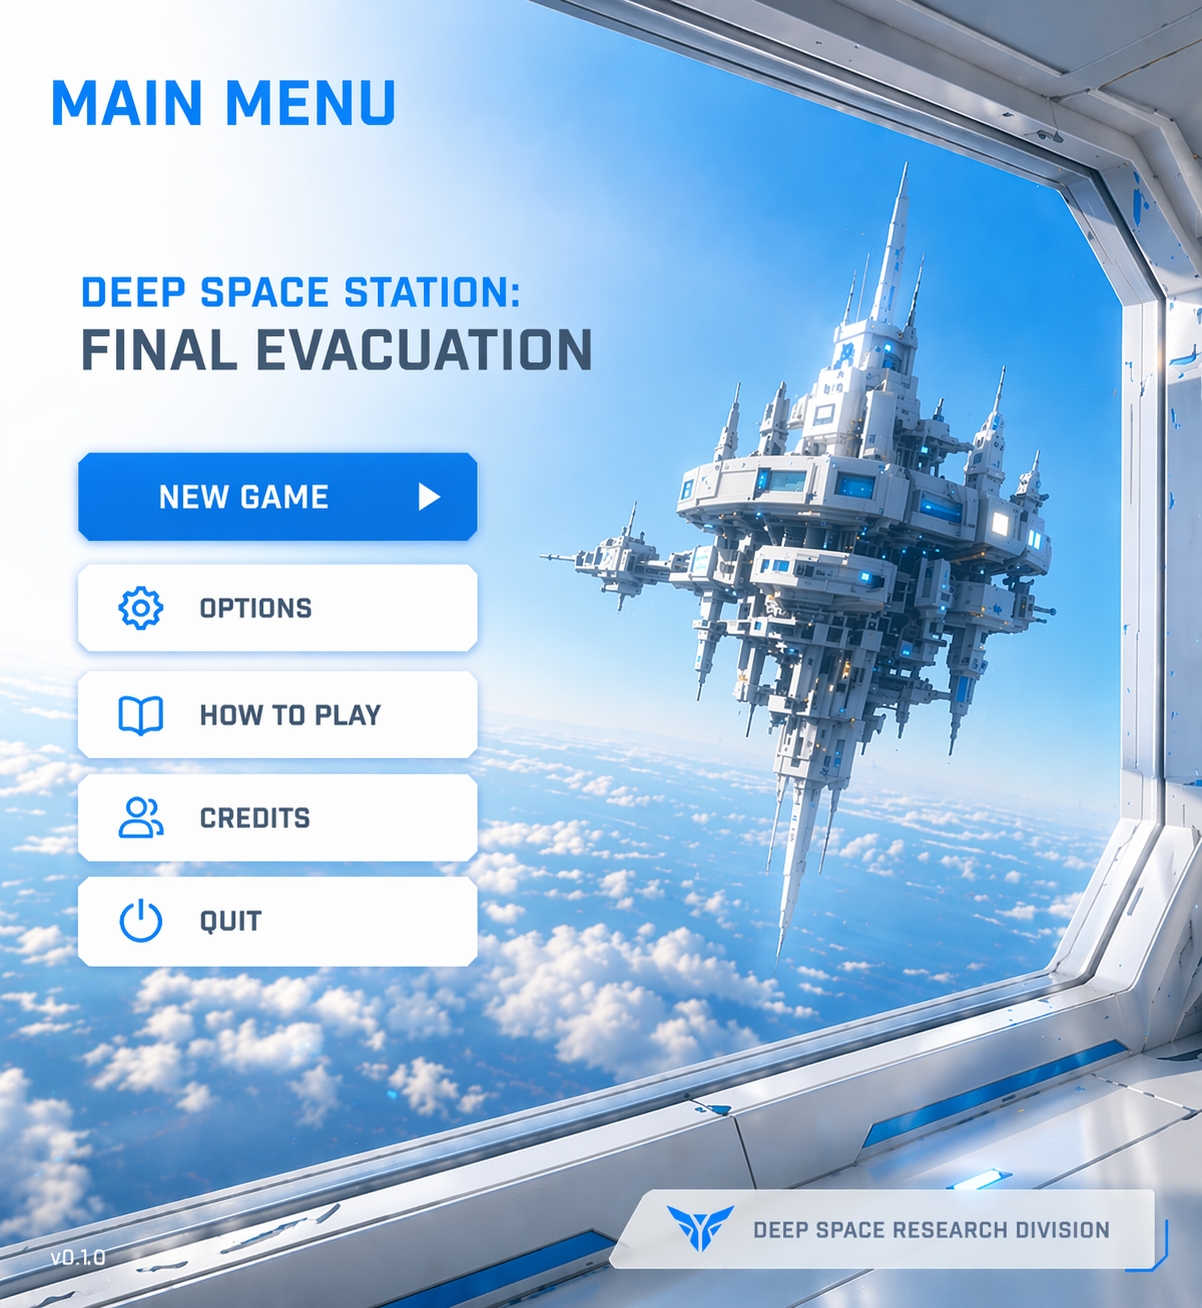 MAIN MENU
DEEP SPACE STATION:
FINAL EVACUATION
NEW GAME
OPTIONS
HOW TO PLAY
CREDITS
QUIT
v0.1.0
DEEP SPACE RESEARCH DIVISION